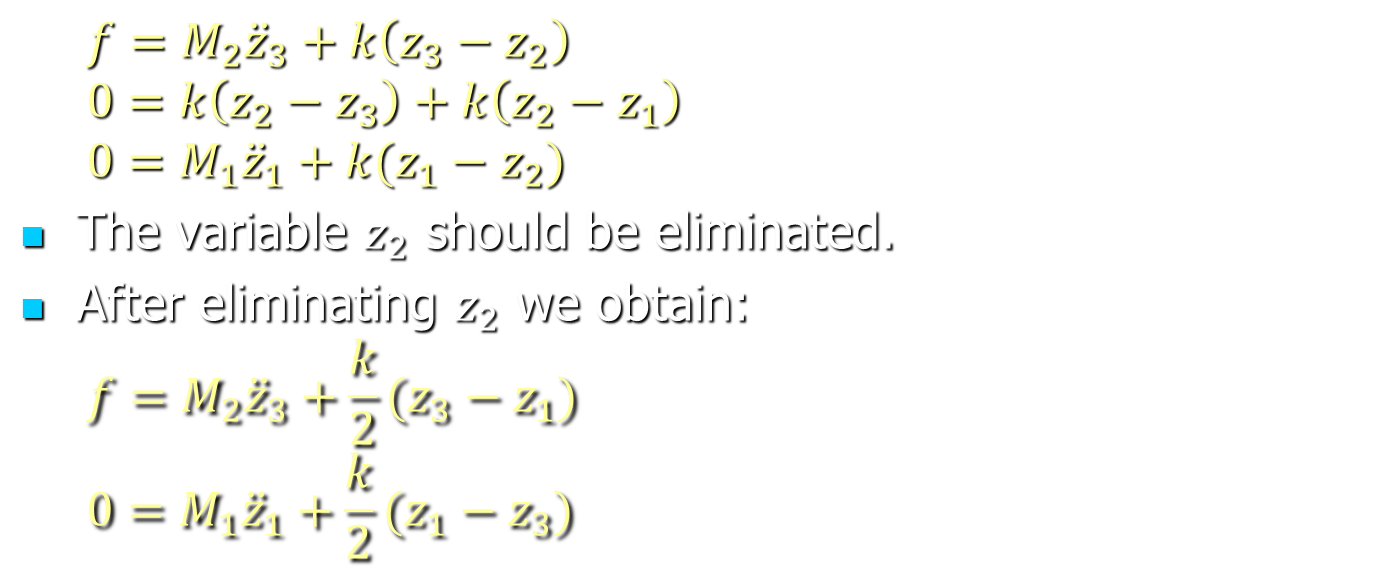 f = M₂z̈₃ + k(z₃ − z₂)
0 = k(z₂ − z₃) + k(z₂ − z₁)
0 = M₁z̈₁ + k(z₁ − z₂)
■ The variable z₂ should be eliminated.
■ After eliminating z₂ we obtain:
f = M₂z̈₃ + k/2 (z₃ − z₁)
0 = M₁z̈₁ + k/2 (z₁ − z₃)